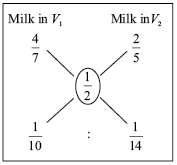 Milk in V₁ Milk in V₂
4/7 2/5
1/2
1/10 : 1/14